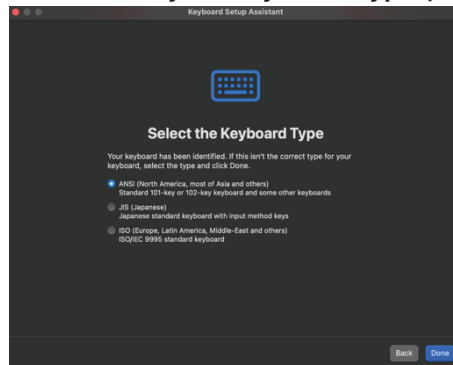 Keyboard Setup Assistant
Select the Keyboard Type
Your keyboard has been identified. If this isn't the correct type for your
keyboard, select the type and click Done.
ANSI (North America, most of Asia and others)
Standard 101-key or 102-key keyboard and some other keyboards
JIS (Japanese)
Japanese standard keyboard with input method keys
ISO (Europe, Latin America, Middle-East and others)
ISO/IEC 9995 standard keyboard
Back Done